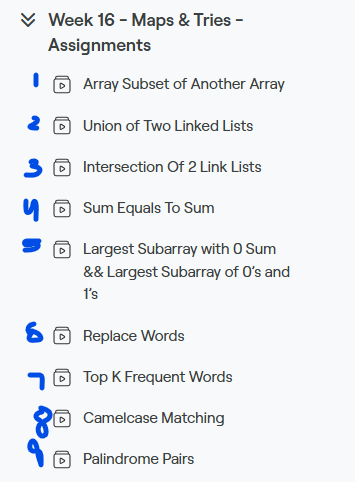 Week 16 - Maps & Tries -
Assignments
1 Array Subset of Another Array
2 Union of Two Linked Lists
3 Intersection Of 2 Link Lists
4 Sum Equals To Sum
5 Largest Subarray with 0 Sum
&& Largest Subarray of 0's and
1's
6 Replace Words
7 Top K Frequent Words
8 Camelcase Matching
9 Palindrome Pairs